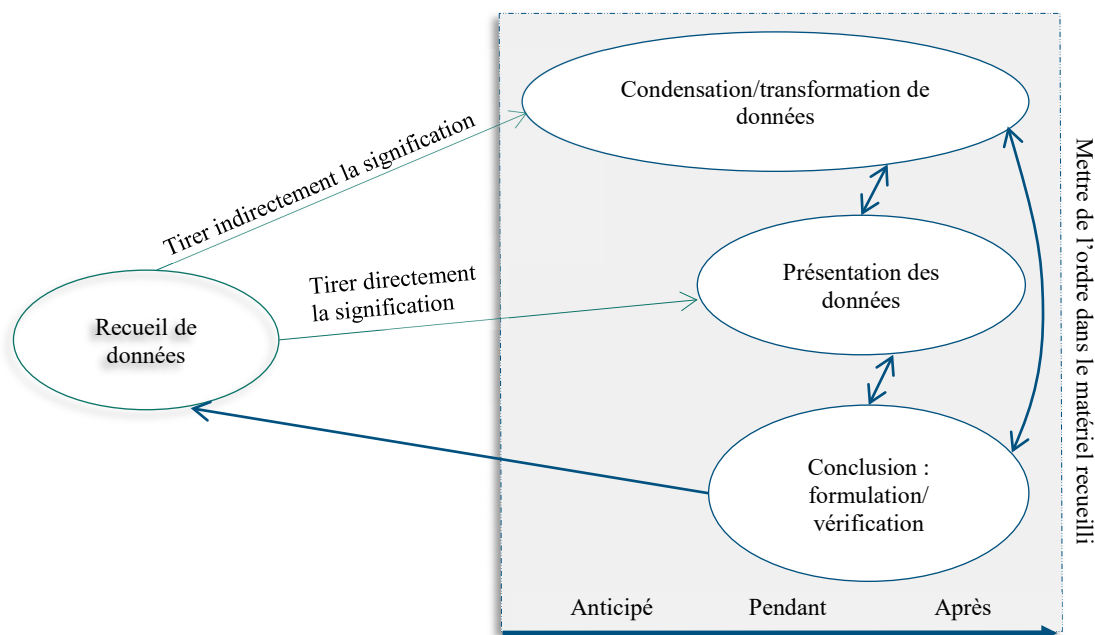 Condensation/transformation de
données
Tirer indirectement la signification
Mettre de l'ordre dans le matériel recueilli
Tirer directement
la signification
Présentation des
données
Recueil de
données
Conclusion :
formulation/
vérification
Anticipé Pendant Après